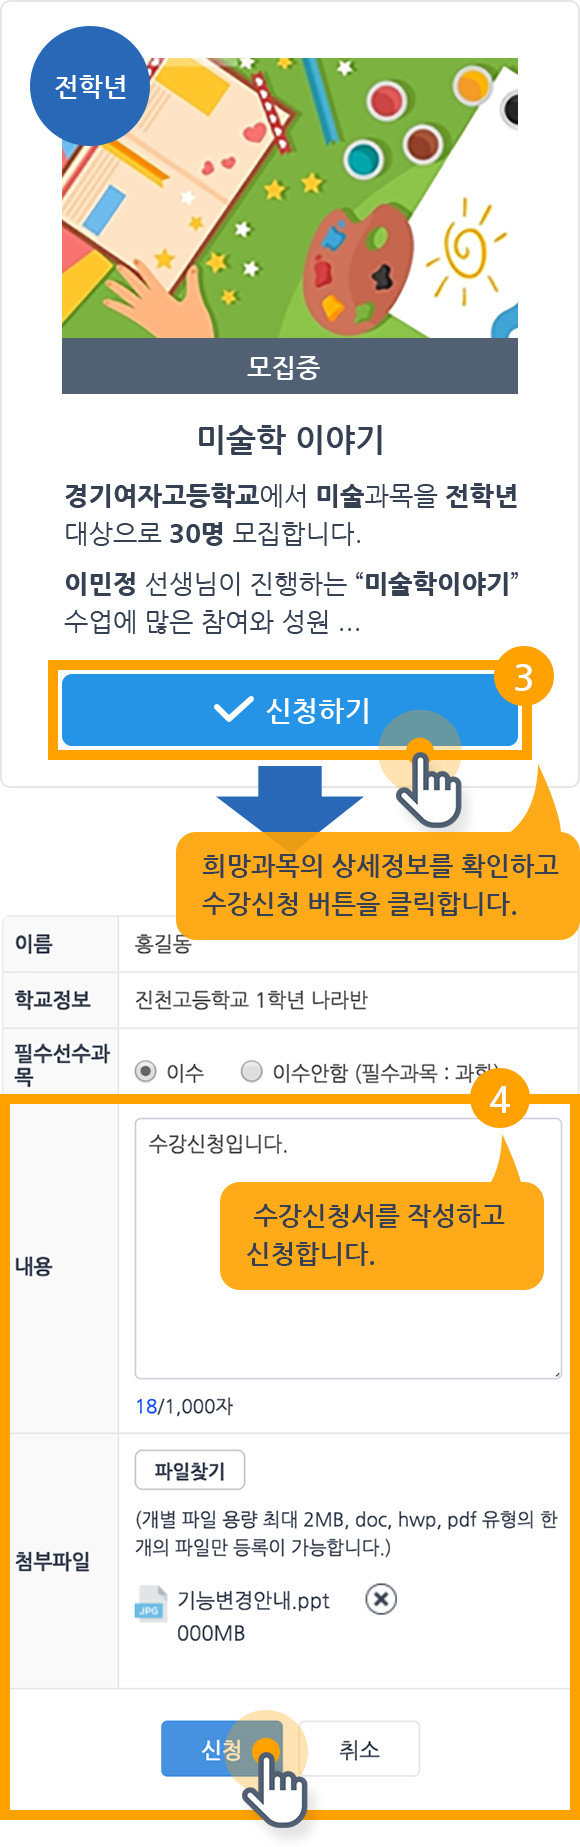 전학년
모집중
미술학 이야기
경기여자고등학교에서 미술과목을 전학년
대상으로 30명 모집합니다.
이민정 선생님이 진행하는 “미술학이야기”
수업에 많은 참여와 성원 ...
3
신청하기
희망과목의 상세정보를 확인하고
수강신청 버튼을 클릭합니다.
이름
홍길동
학교정보
진천고등학교 1학년 나라반
필수선수과
목
이수
이수안함 (필수과목 : 과학)
4
내용
수강신청입니다.
수강신청서를 작성하고
신청합니다.
18/1,000자
첨부파일
파일찾기
(개별 파일 용량 최대 2MB, doc, hwp, pdf 유형의 한
개의 파일만 등록이 가능합니다.)
JPG
기능변경안내.ppt
000MB
신청
취소